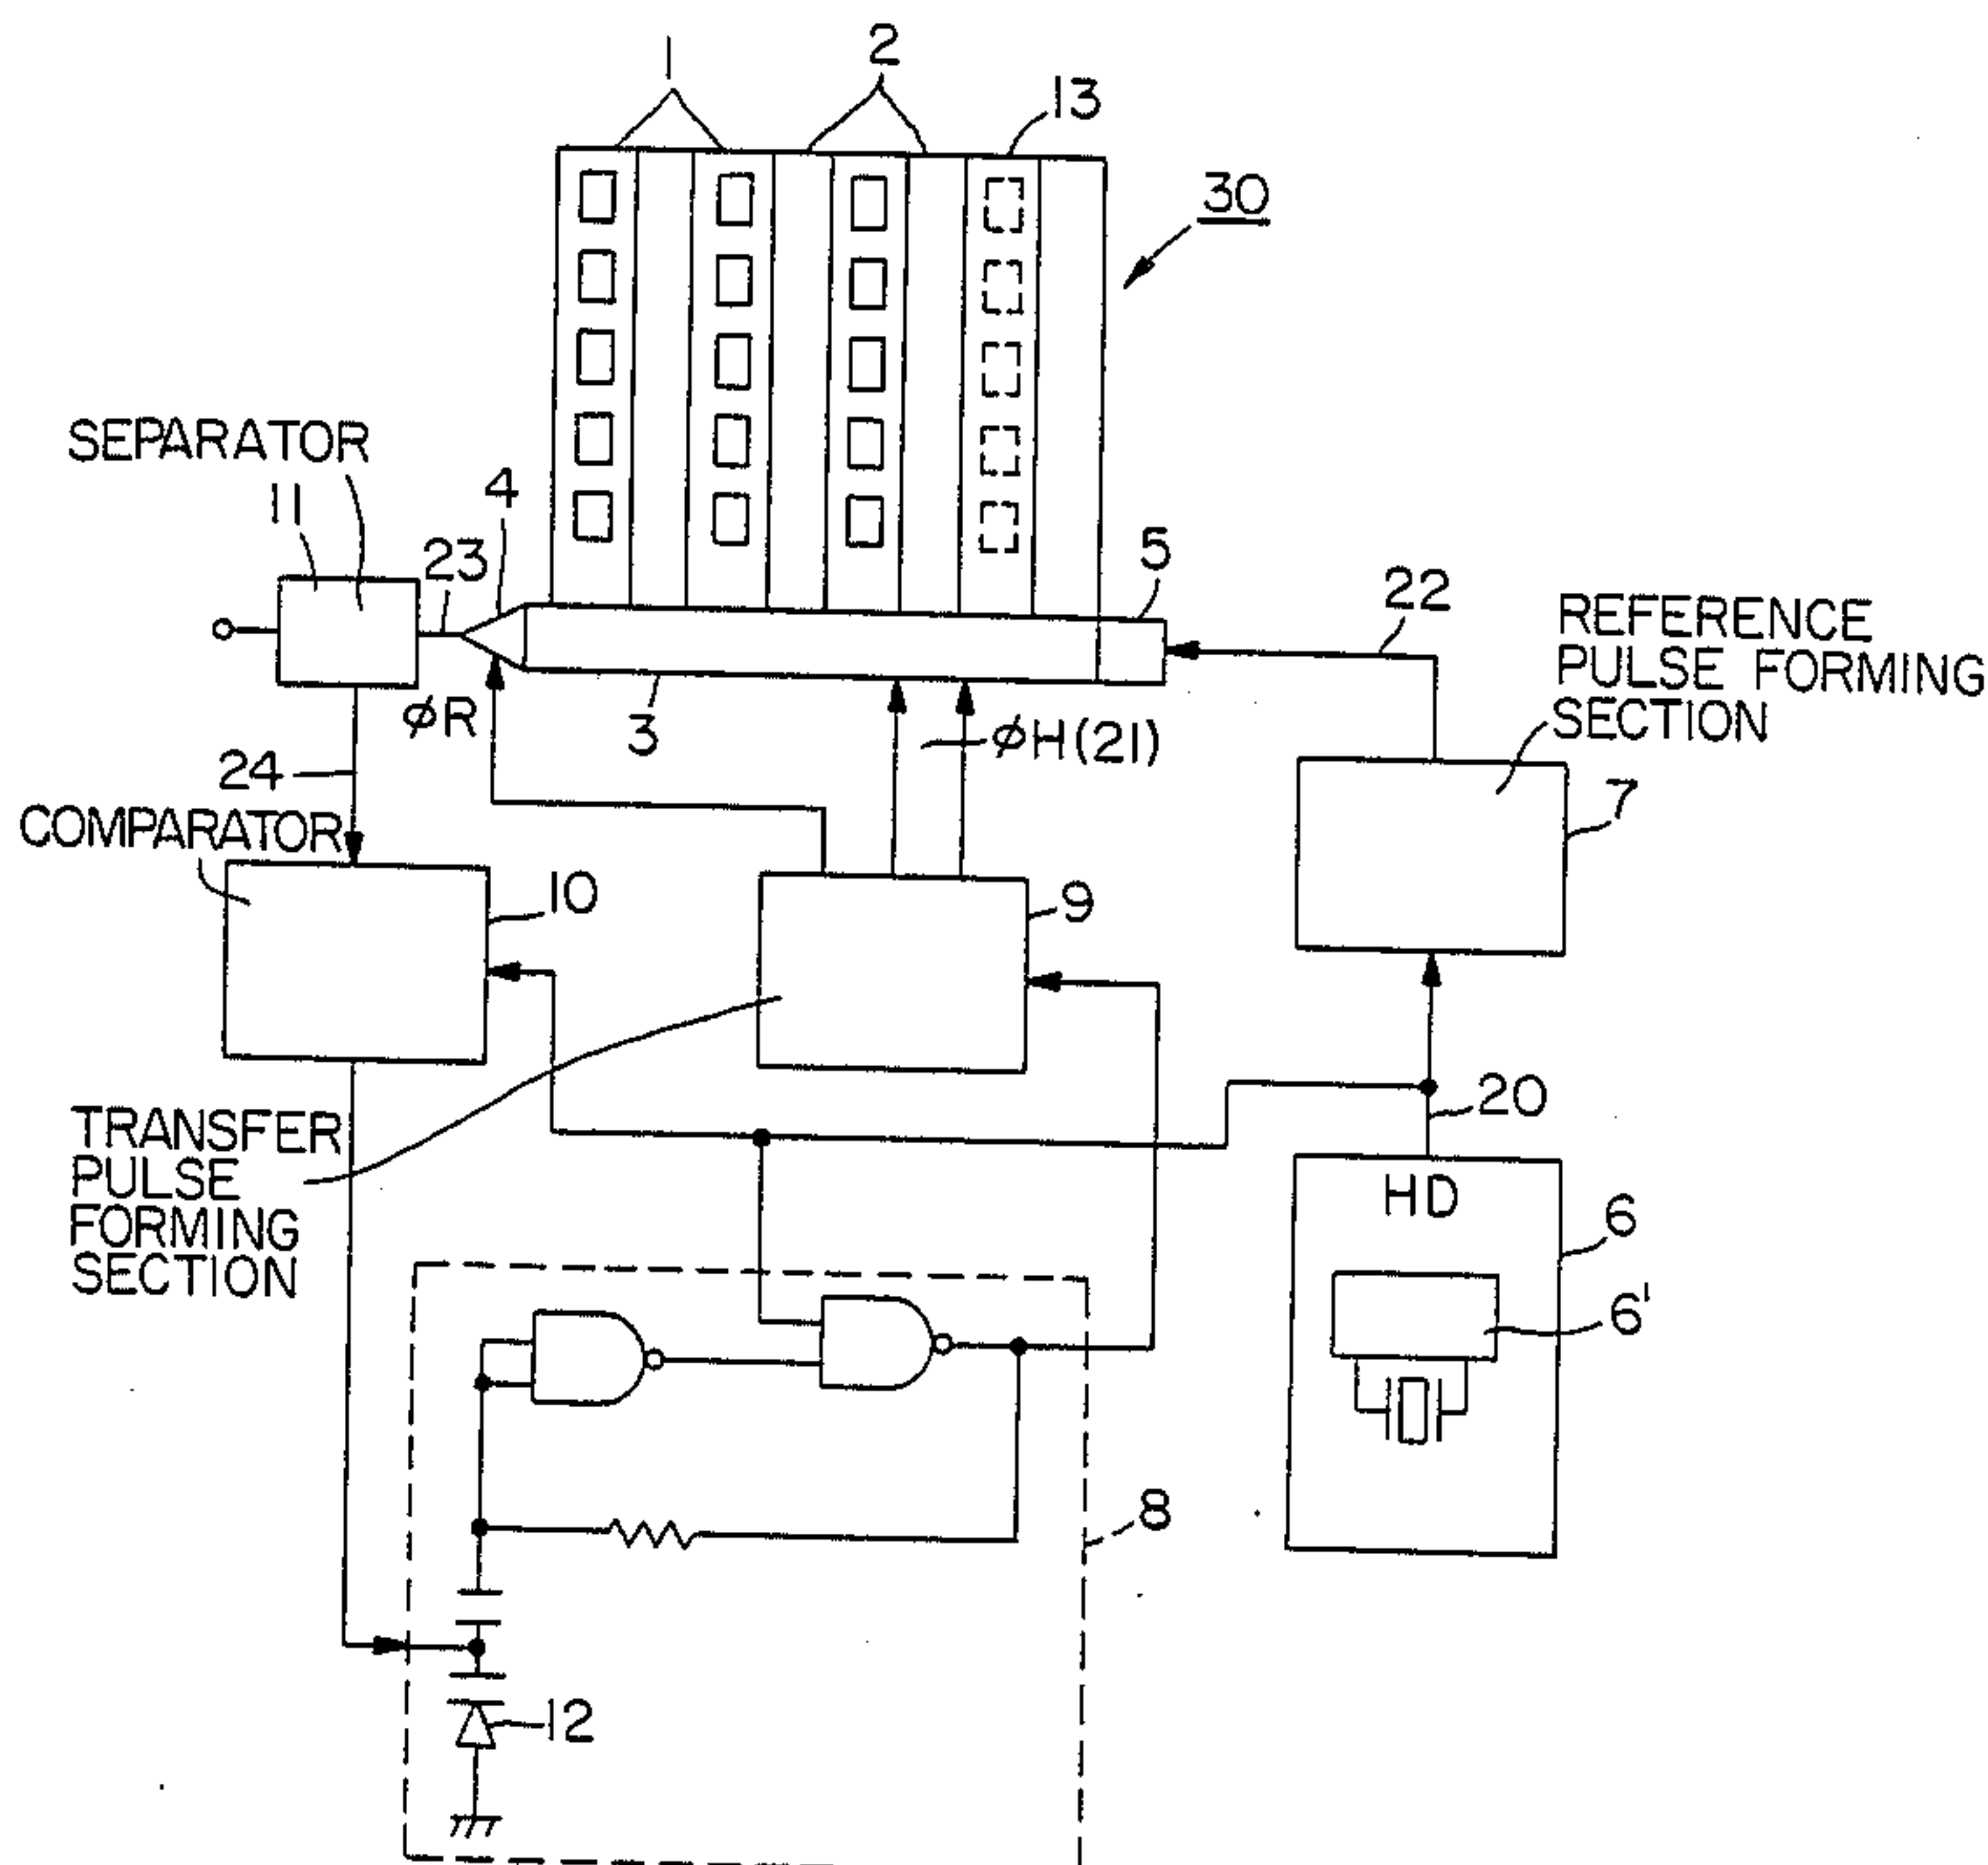 1
2
13
30
SEPARATOR
11
4
23
5
22
REFERENCE
PULSE FORMING
SECTION
φR
3
φH(21)
24
7
COMPARATOR
10
9
20
TRANSFER
PULSE
FORMING
SECTION
HD
6
6'
8
12